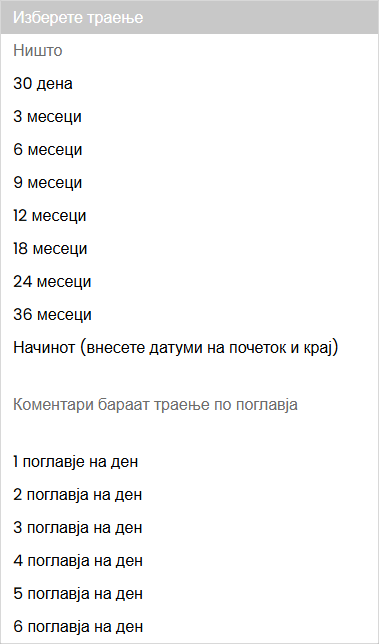 Изберете траење
Ништо
30 дена
3 месеци
6 месеци
9 месеци
12 месеци
18 месеци
24 месеци
36 месеци
Начинот (внесете датуми на почеток и крај)
Коментари бараат траење по поглавја
1 поглавје на ден
2 поглавја на ден
3 поглавја на ден
4 поглавја на ден
5 поглавја на ден
6 поглавја на ден